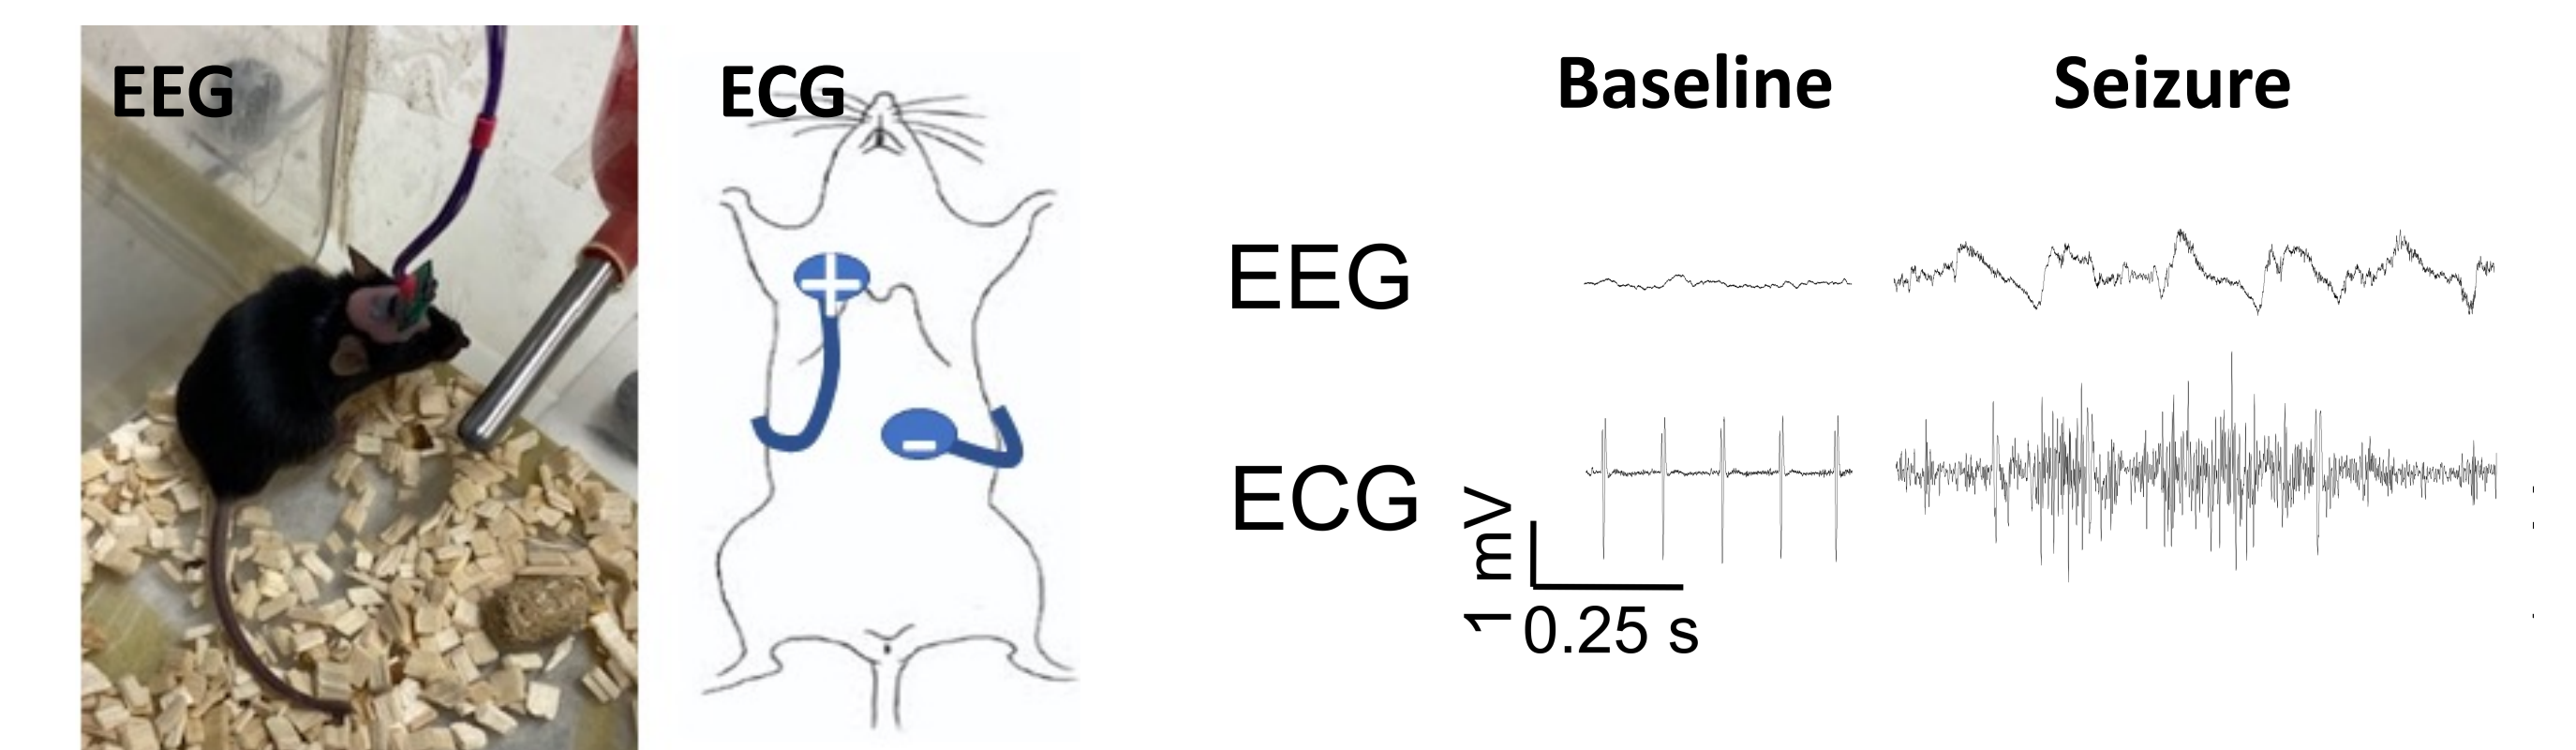 EEG
ECG
Baseline
Seizure
EEG
ECG
1 mV
0.25 s